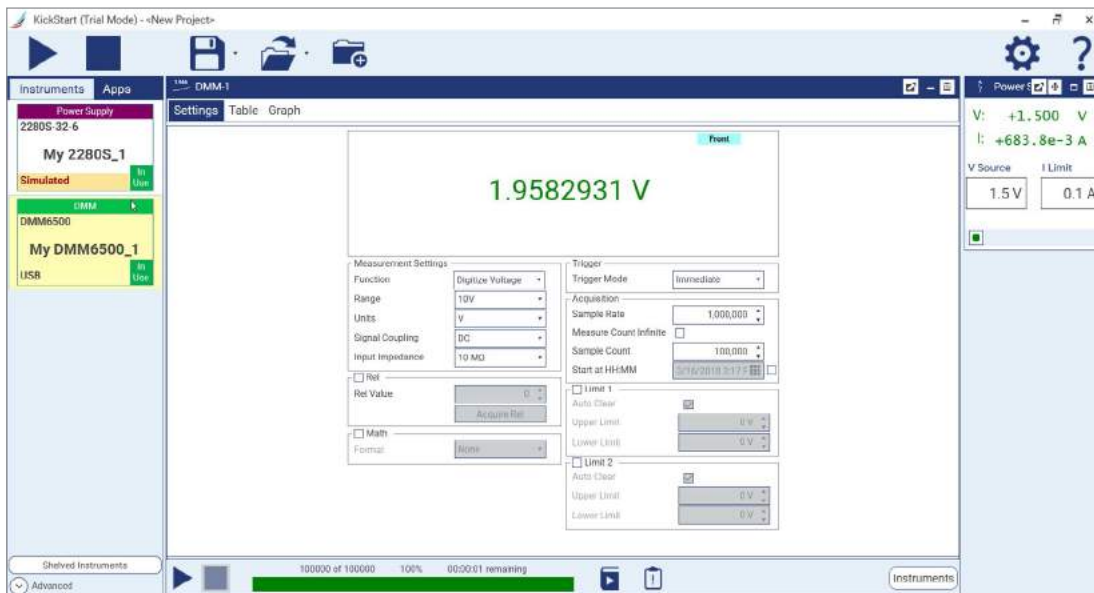 KickStart (Trial Mode) - <New Project>
Instruments Apps
Power Supply
2280S-32-6
My 2280S_1
Simulated
In Use
DMM
DMM6500
My DMM6500_1
USB
In Use
Shelved Instruments
Advanced
DMM-1
Settings Table Graph
Front
1.9582931 V
Measurement Settings
Function Digitize Voltage
Range 10V
Units V
Signal Coupling DC
Input Impedance 10 MΩ
Rel
Rel Value 0
Acquire Rel
Math
Format None
Trigger
Trigger Mode Immediate
Acquisition
Sample Rate 1,000,000
Measure Count Infinite
Sample Count 100,000
Start at HH:MM
Limit 1
Auto Clear
Upper Limit 0 V
Lower Limit 0 V
Limit 2
Auto Clear
Upper Limit 0 V
Lower Limit 0 V
100000 of 100000 100% 00:00:01 remaining
Instruments
Power S
V: +1.500 V
I: +683.8e-3 A
V Source I Limit
1.5 V 0.1 A